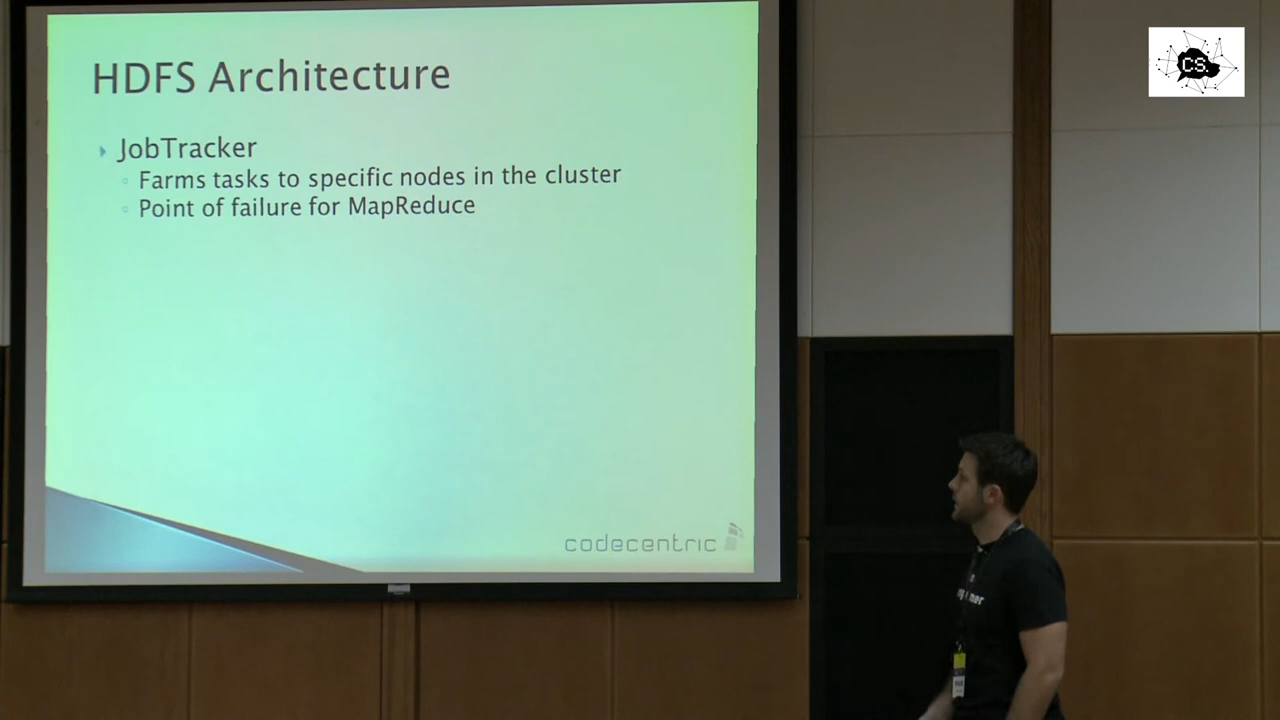 HDFS Architecture
JobTracker
Farms tasks to specific nodes in the cluster
Point of failure for MapReduce
codecentric
CS.